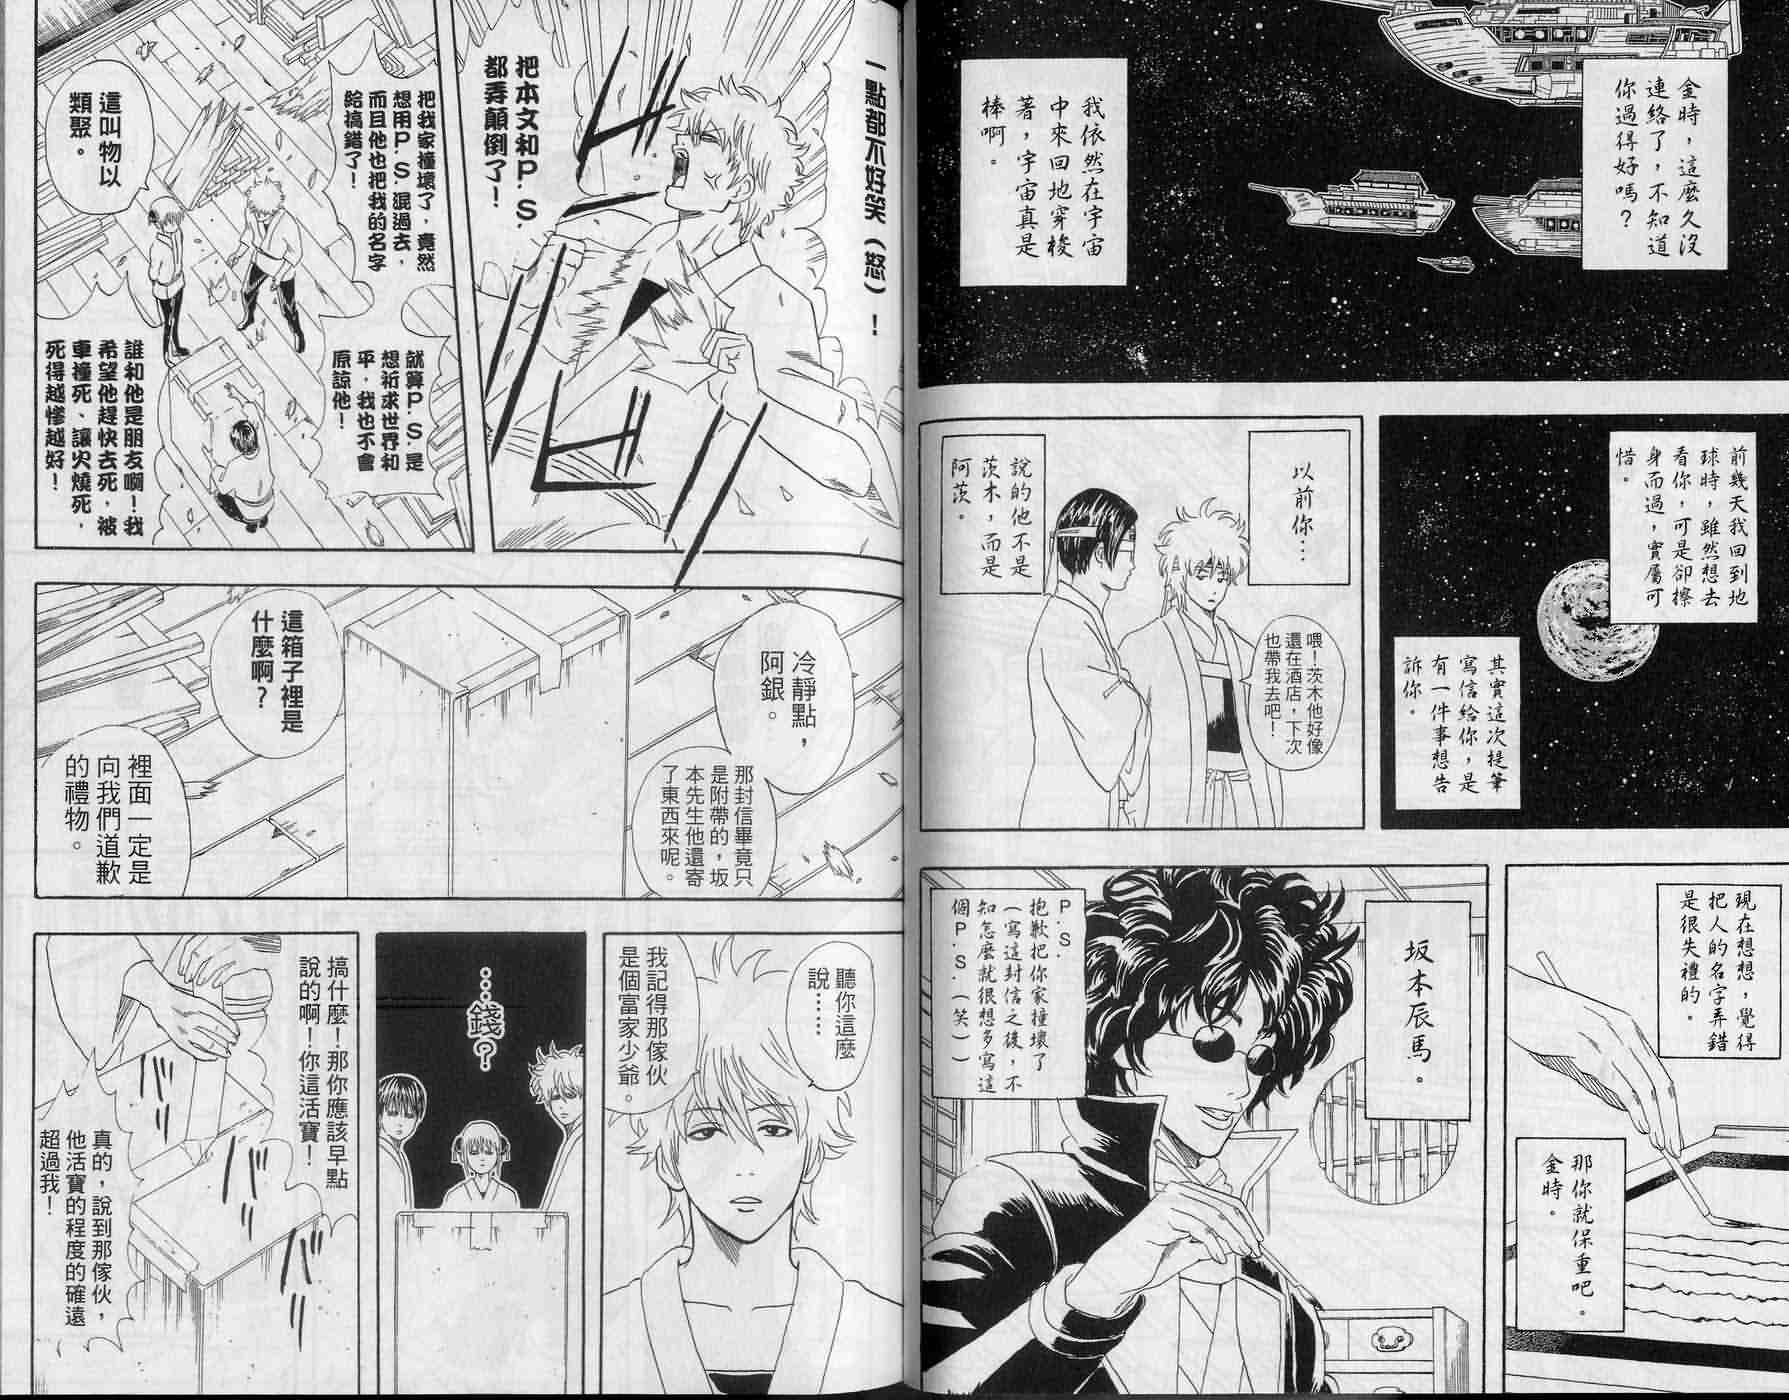 金時，這麼久沒
連絡了，不知道
你過得好嗎？
我依然在宇宙
中來回地穿梭
著，宇宙真是
棒啊。
前幾天我回到地
球時，雖然想去
看你，可是卻擦
身而過，實屬可
惜。
其實這次提筆
寫信給你，是
有一件事想告
訴你。
以前你…
喂！茨木他好像
還在酒店，下次
也帶我去吧！
說的他不是
茨木，而是
阿茨。
現在想想，覺得
把人的名字弄錯
是很失禮的。
那你就保重吧。
金時。
坂本辰馬。
P.S.
抱歉把你家撞壞了
（寫這封信之後，不
知怎麼就很想多寫這
個P.S.（笑））
一點都不好笑（怒）！
把本文和P.S.
都弄顛倒了！
ビリ
ビリ
把我家撞壞了，竟然
想用P.S.混過去，
而且他也把我的名字
給搞錯了！
就算P.S.是
想祈求世界和
平，我也不會
原諒他！
這叫物以
類聚。
誰和他是朋友啊！我
希望他趕快去死，被
車撞死、讓火燒死，
死得越慘越好！
冷靜點，
阿銀。
那封信畢竟只
是附帶的，坂
本先生他還寄
了東西來呢。
這箱子裡是
什麼啊？
裡面一定是
向我們道歉
的禮物。
聽你這麼
說……
我記得那傢伙
是個富家少爺。
…錢？
搞什麼！那你應該早點
說的啊！你這活寶！
真的，說到那傢伙，
他活寶的程度的確遠
超過我！